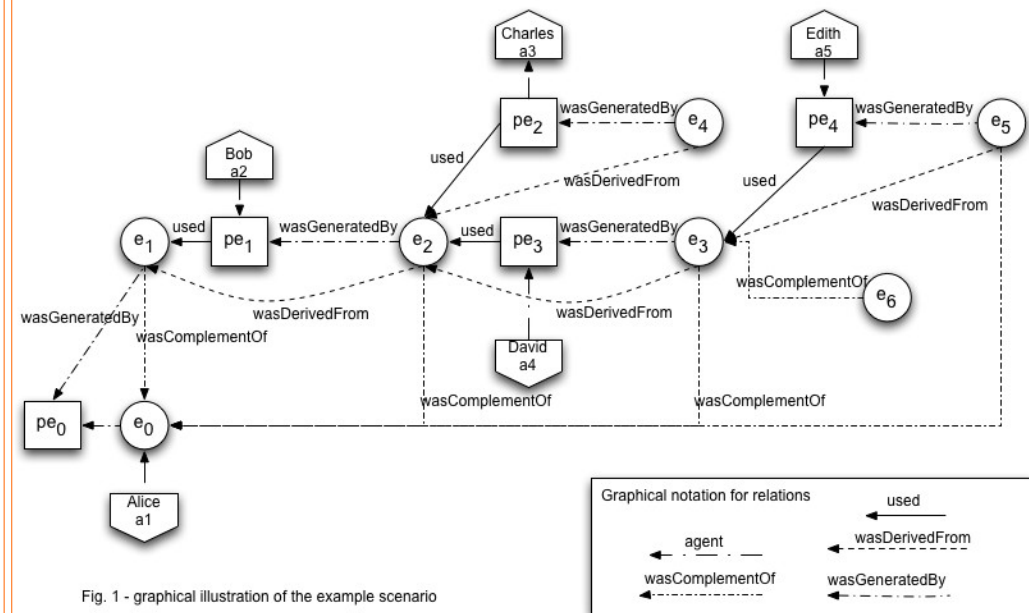 Charles
a3
Edith
a5
pe2
wasGeneratedBy
e4
pe4
wasGeneratedBy
e5
Bob
a2
used
wasDerivedFrom
used
wasDerivedFrom
e1
used
pe1
wasGeneratedBy
e2
used
pe3
wasGeneratedBy
e3
wasComplementOf
e6
wasGeneratedBy
wasDerivedFrom
wasDerivedFrom
wasComplementOf
David
a4
wasComplementOf
wasComplementOf
pe0
e0
Alice
a1
Graphical notation for relations
used
agent
wasDerivedFrom
wasComplementOf
wasGeneratedBy
Fig. 1 - graphical illustration of the example scenario